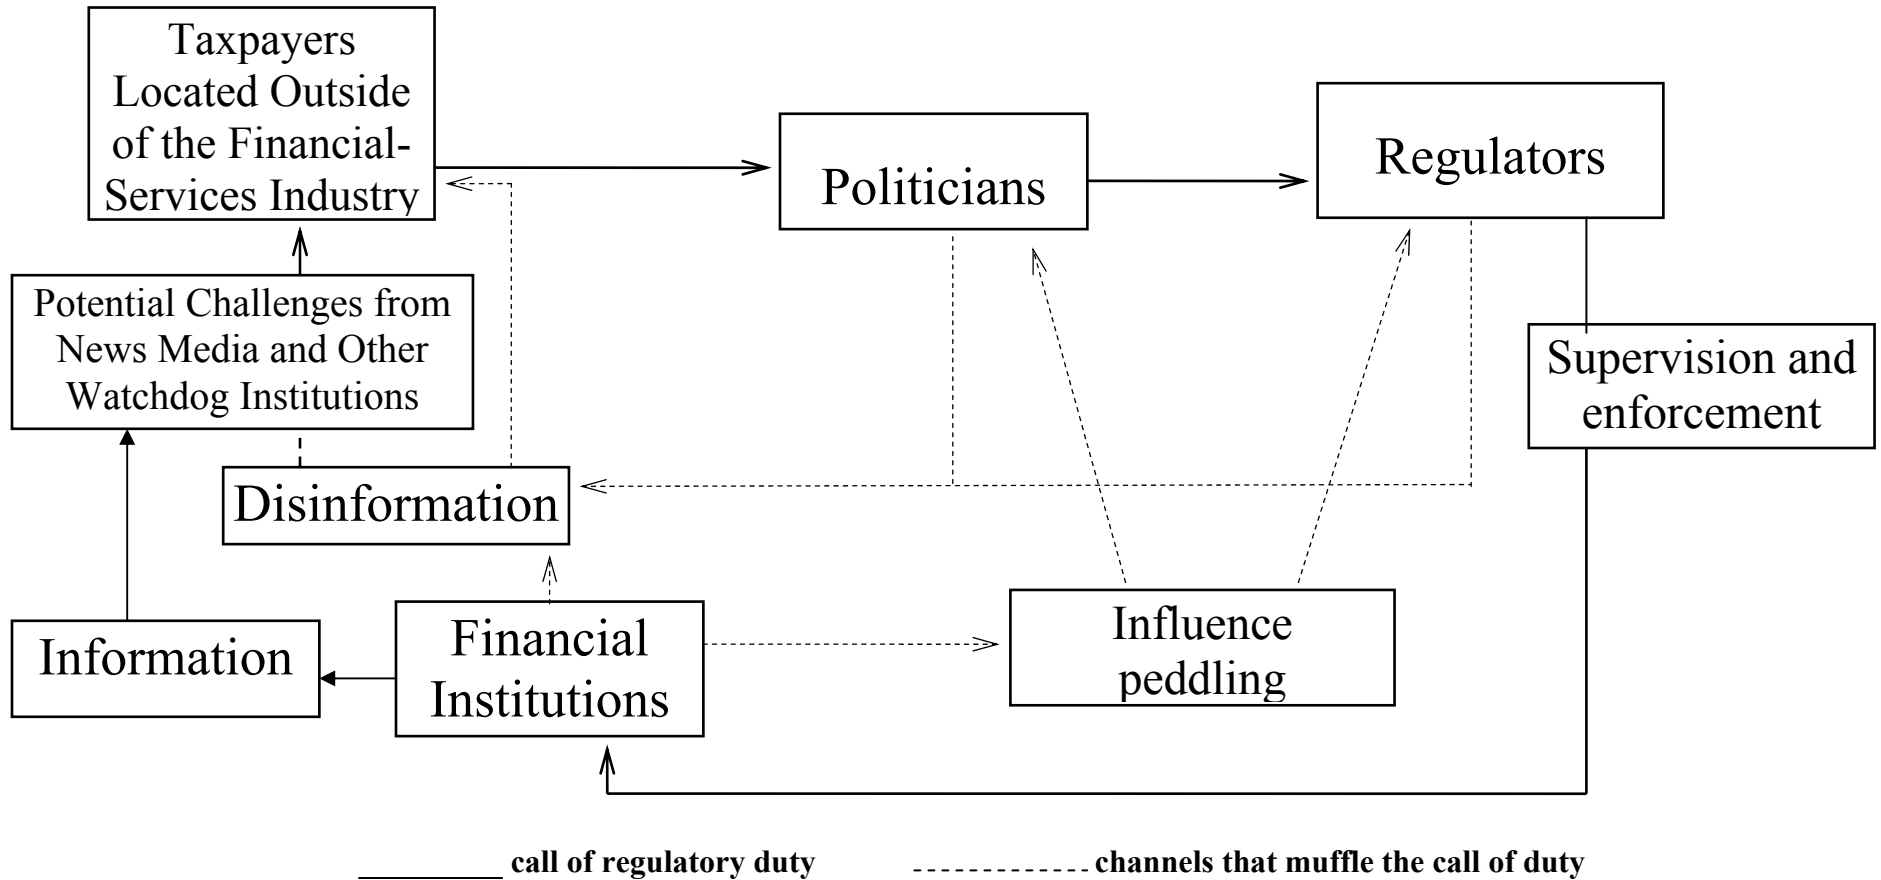 Taxpayers
Located Outside
of the Financial-
Services Industry
Politicians
Regulators
Potential Challenges from
News Media and Other
Watchdog Institutions
Supervision and
enforcement
Disinformation
Information
Financial
Institutions
Influence
peddling
call of regulatory duty
channels that muffle the call of duty